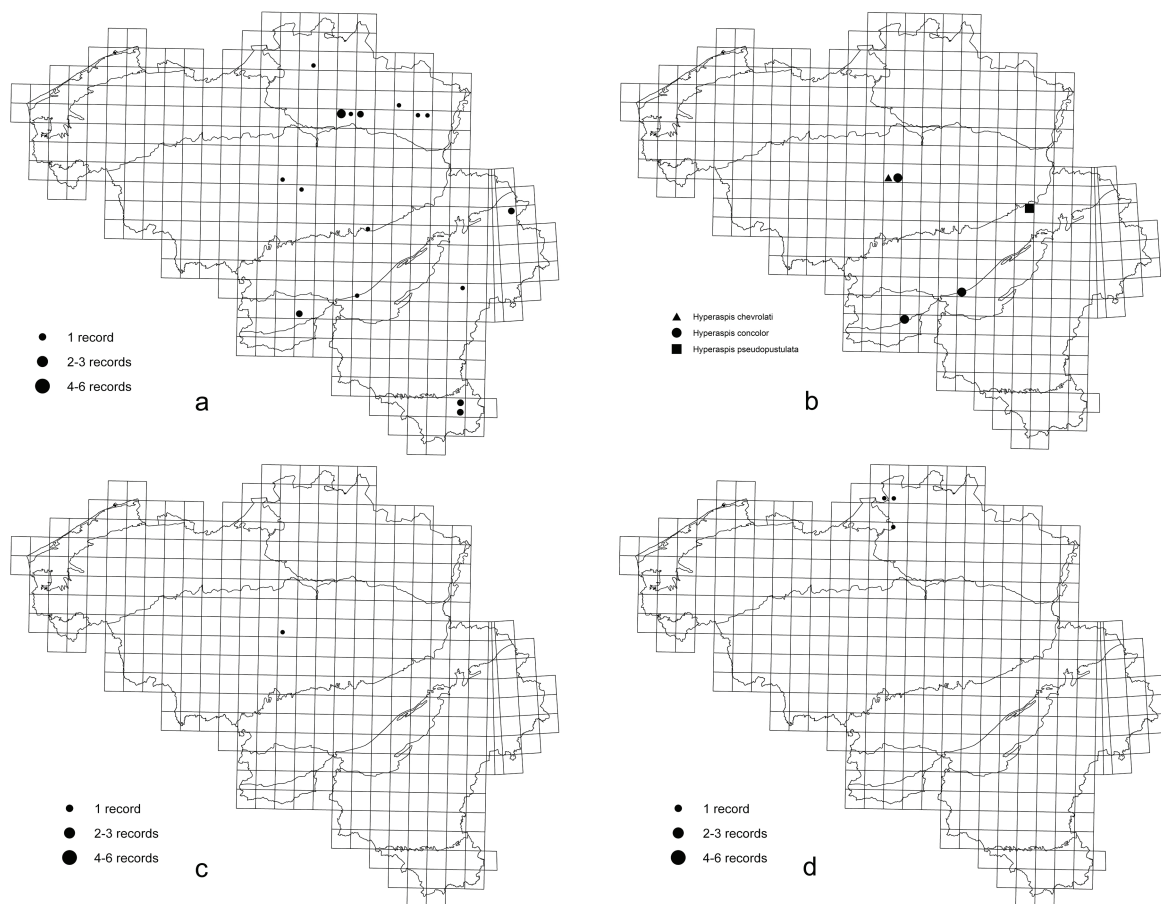 1 record
2-3 records
4-6 records
a
Hyperaspis chevrolati
Hyperaspis concolor
Hyperaspis pseudopustulata
b
1 record
2-3 records
4-6 records
c
1 record
2-3 records
4-6 records
d